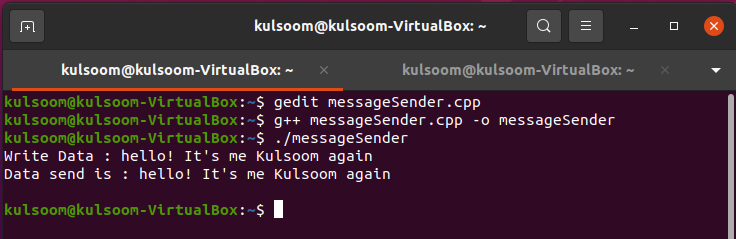 kulsoom@kulsoom-VirtualBox: ~
kulsoom@kulsoom-VirtualBox: ~ × kulsoom@kulsoom-VirtualBox: ~ ×
kulsoom@kulsoom-VirtualBox:~$ gedit messageSender.cpp
kulsoom@kulsoom-VirtualBox:~$ g++ messageSender.cpp -o messageSender
kulsoom@kulsoom-VirtualBox:~$ ./messageSender
Write Data : hello! It's me Kulsoom again
Data send is : hello! It's me Kulsoom again
kulsoom@kulsoom-VirtualBox:~$